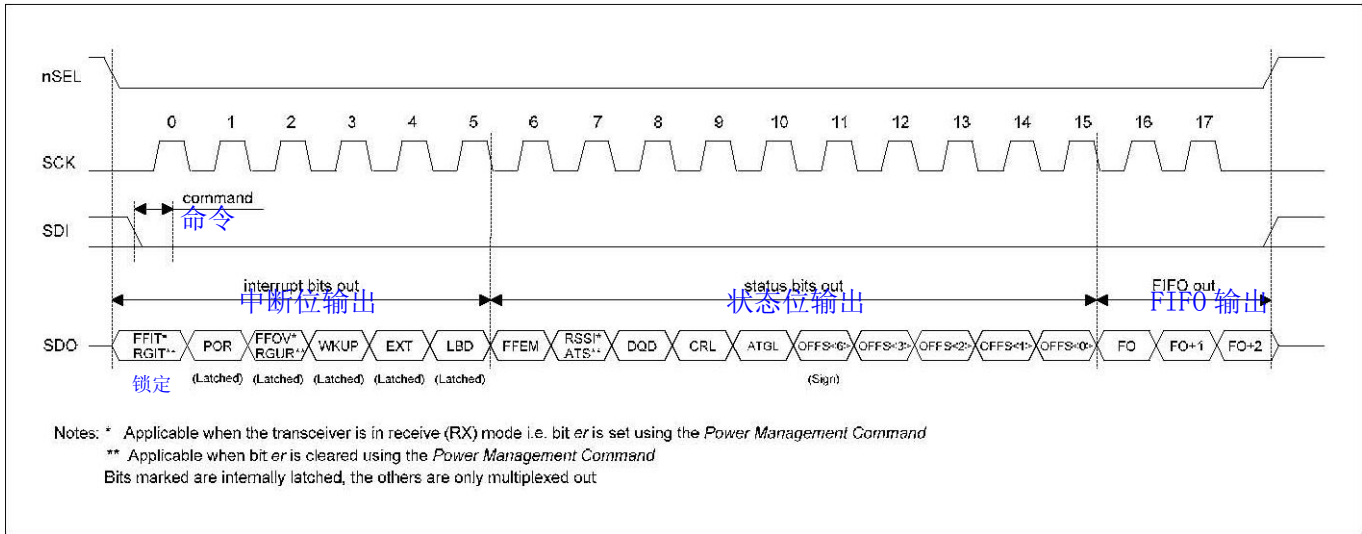 nSEL
0 1 2 3 4 5 6 7 8 9 10 11 12 13 14 15 16 17
SCK
command
命令
SDI
interrupt bits out status bits out FIFO out
中断位输出 状态位输出 FIFO 输出
SDO FFIT* RGIT** POR FFOV* RGUR** WKUP EXT LBD FFEM RSSI* ATS** DQD CRL ATGL OFFS<6> OFFS<3> OFFS<2> OFFS<1> OFFS<0> FO FO+1 FO+2
锁定 (Latched) (Latched) (Latched) (Latched) (Latched) (Sign)
Notes: * Applicable when the transceiver is in receive (RX) mode i.e. bit er is set using the Power Management Command
** Applicable when bit er is cleared using the Power Management Command
Bits marked are internally latched, the others are only multiplexed out